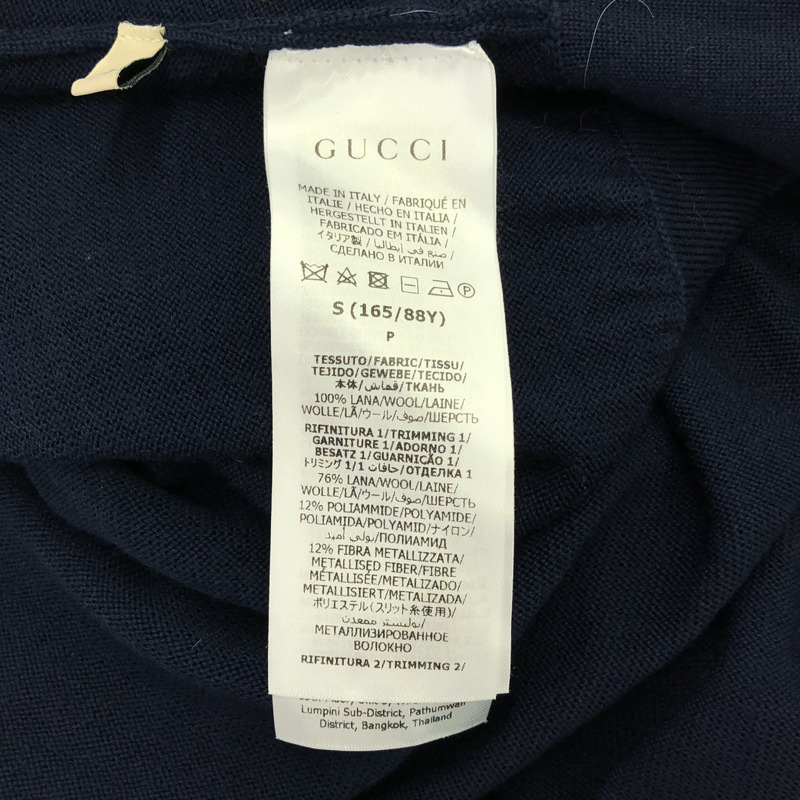 GUCCI
MADE IN ITALY / FABRIQUÉ EN
ITALIE / HECHO EN ITALIA /
HERGESTELLT IN ITALIEN /
FABRICADO EM ITÁLIA /
イタリア製 / صنع في إيطاليا /
СДЕЛАНО В ИТАЛИИ
P
S (165/88Y)
P
TESSUTO/FABRIC/TISSU/
TEJIDO/GEWEBE/TECIDO/
本体/قماش/ТКАНЬ
100% LANA/WOOL/LAINE/
WOLLE/LÃ/ウール/صوف/ШЕРСТЬ
RIFINITURA 1/TRIMMING 1/
GARNITURE 1/ADORNO 1/
BESATZ 1/GUARNIÇÃO 1/
トリミング 1/1 حافات/ОТДЕЛКА 1
76% LANA/WOOL/LAINE/
WOLLE/LÃ/ウール/صوف/ШЕРСТЬ
12% POLIAMMIDE/POLYAMIDE/
POLIAMIDA/POLYAMID/ナイロン/
بولي أميد/ПОЛИАМИД
12% FIBRA METALLIZZATA/
METALLISED FIBER/FIBRE
MÉTALLISÉE/METALIZADO/
METALLISIERT/METALIZADA/
ポリエステル(スリット糸使用)/
بوليستر ممعدن/
МЕТАЛЛИЗИРОВАННОЕ
ВОЛОКНО
RIFINITURA 2/TRIMMING 2/
Lumpini Sub-District, Pathumwan
District, Bangkok, Thailand